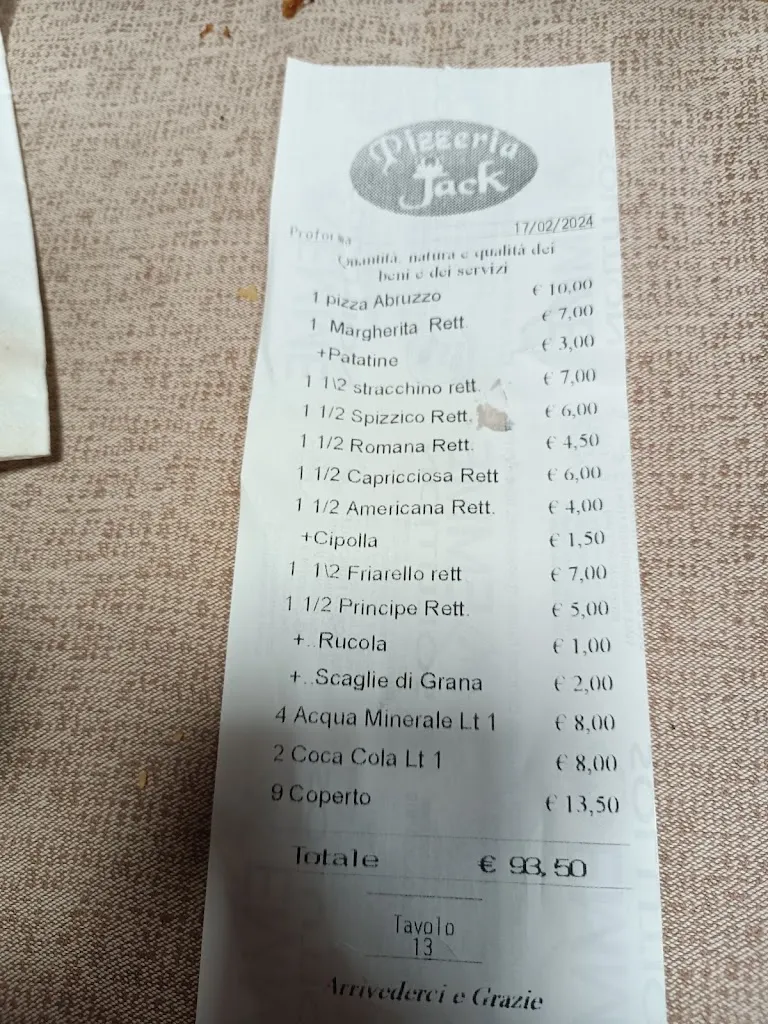 Pizzeria
Jack
Proforma 17/02/2024
Quantità, natura e qualità dei
beni e dei servizi
1 pizza Abruzzo € 10,00
1 Margherita Rett € 7,00
+Patatine € 3,00
1 1\2 stracchino rett. € 7,00
1 1/2 Spizzico Rett. € 6,00
1 1/2 Romana Rett. € 4,50
1 1/2 Capricciosa Rett € 6,00
1 1/2 Americana Rett. € 4,00
+Cipolla € 1,50
1 1\2 Friarello rett € 7,00
1 1/2 Principe Rett. € 5,00
+..Rucola € 1,00
+..Scaglie di Grana € 2,00
4 Acqua Minerale Lt 1 € 8,00
2 Coca Cola Lt 1 € 8,00
9 Coperto € 13,50
Totale € 93,50
Tavolo
13
Arrivederci e Grazie